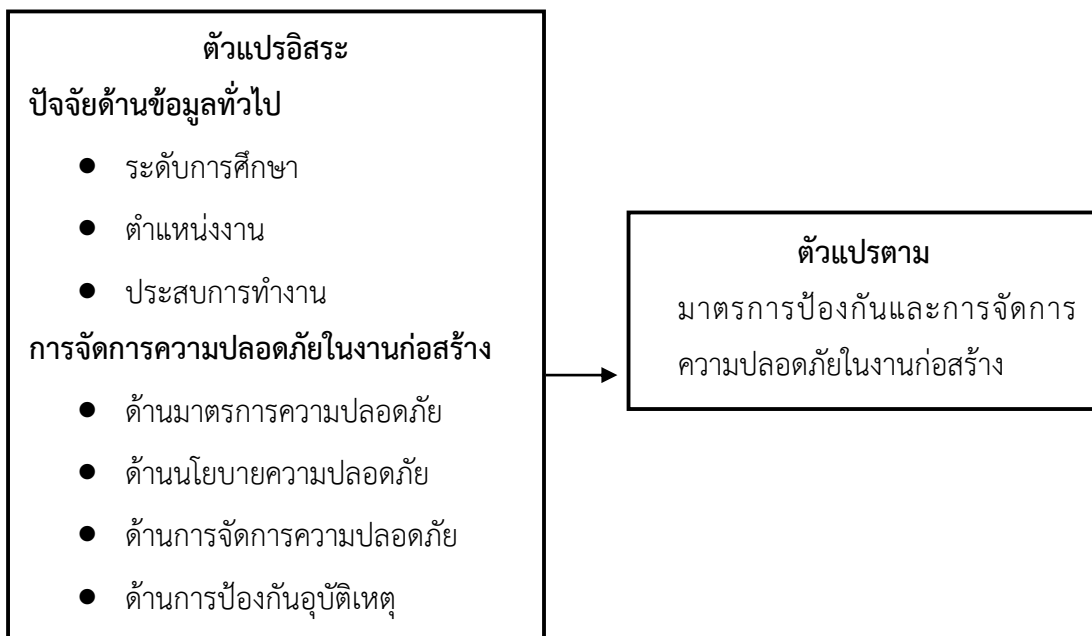 ตัวแปรอิสระ
ปัจจัยด้านข้อมูลทั่วไป
● ระดับการศึกษา
● ตำแหน่งงาน
● ประสบการทำงาน
การจัดการความปลอดภัยในงานก่อสร้าง
● ด้านมาตรการความปลอดภัย
● ด้านนโยบายความปลอดภัย
● ด้านการจัดการความปลอดภัย
● ด้านการป้องกันอุบัติเหตุ
ตัวแปรตาม
มาตรการป้องกันและการจัดการ
ความปลอดภัยในงานก่อสร้าง